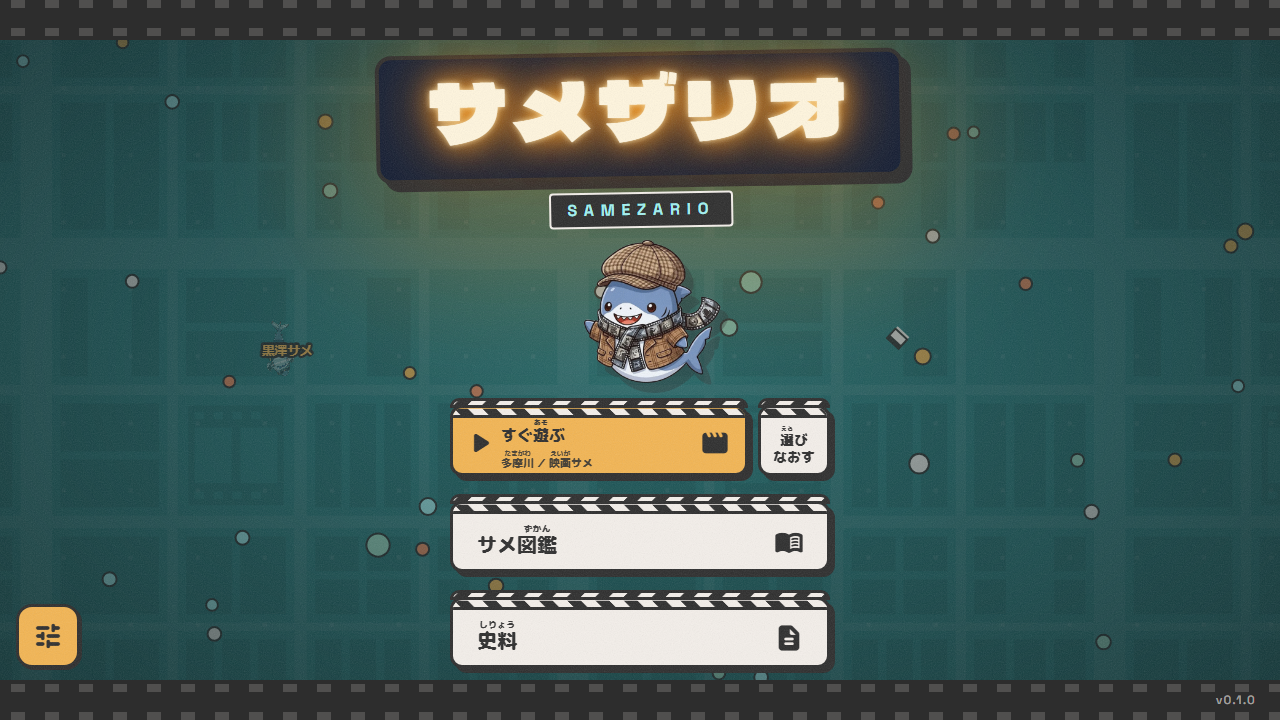 サメザリオ
SAMEZARIO
黒澤サメ
あそ
すぐ遊ぶ
たまがわ えいが
多摩川 / 映画サメ
えら
選び
なおす
ずかん
サメ図鑑
しりょう
史料
v0.1.0